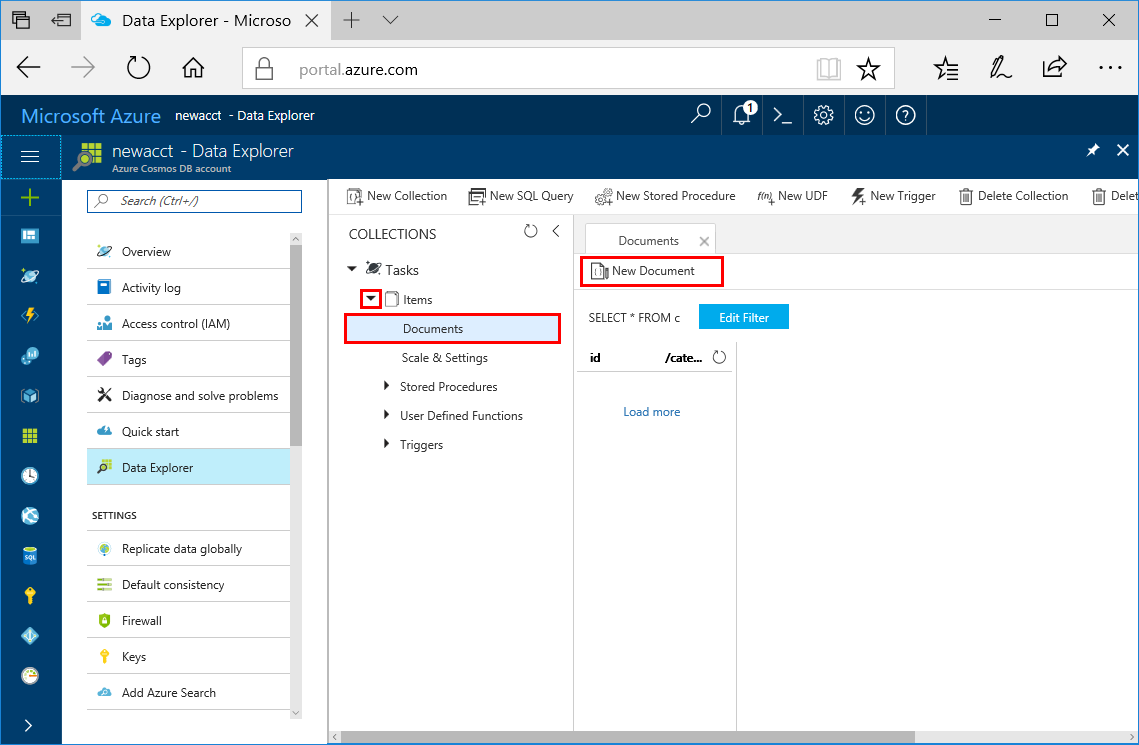 Data Explorer - Microso
portal.azure.com
Microsoft Azure newacct - Data Explorer
1
newacct - Data Explorer
Azure Cosmos DB account
Search (Ctrl+/)
Overview
Activity log
Access control (IAM)
Tags
Diagnose and solve problems
Quick start
Data Explorer
SETTINGS
Replicate data globally
Default consistency
Firewall
Keys
Add Azure Search
SQL
New Collection New SQL Query New Stored Procedure f(n) New UDF New Trigger Delete Collection Delet
COLLECTIONS
Tasks
Items
Documents
Scale & Settings
Stored Procedures
User Defined Functions
Triggers
Documents
New Document
SELECT * FROM c Edit Filter
id /cate...
Load more